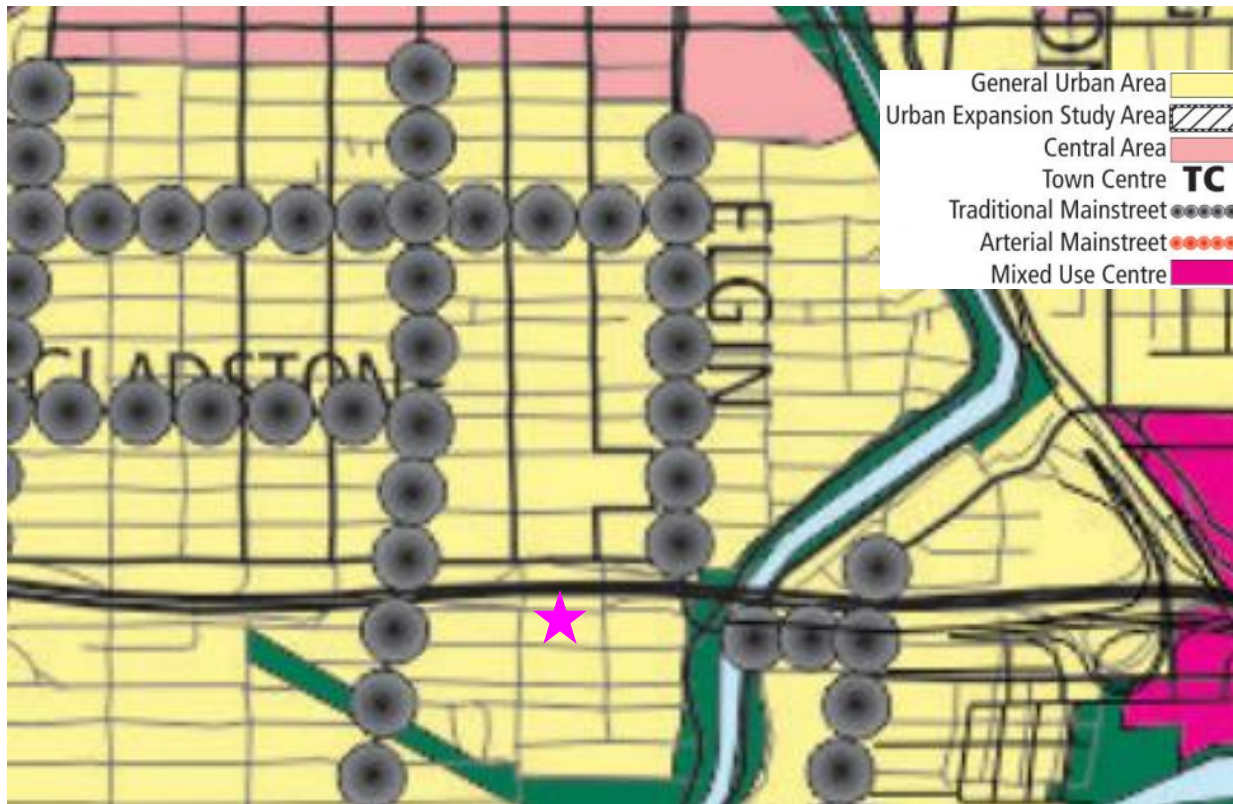 General Urban Area
Urban Expansion Study Area
Central Area
Town Centre TC
Traditional Mainstreet
Arterial Mainstreet
Mixed Use Centre
ELGIN
GLADSTON